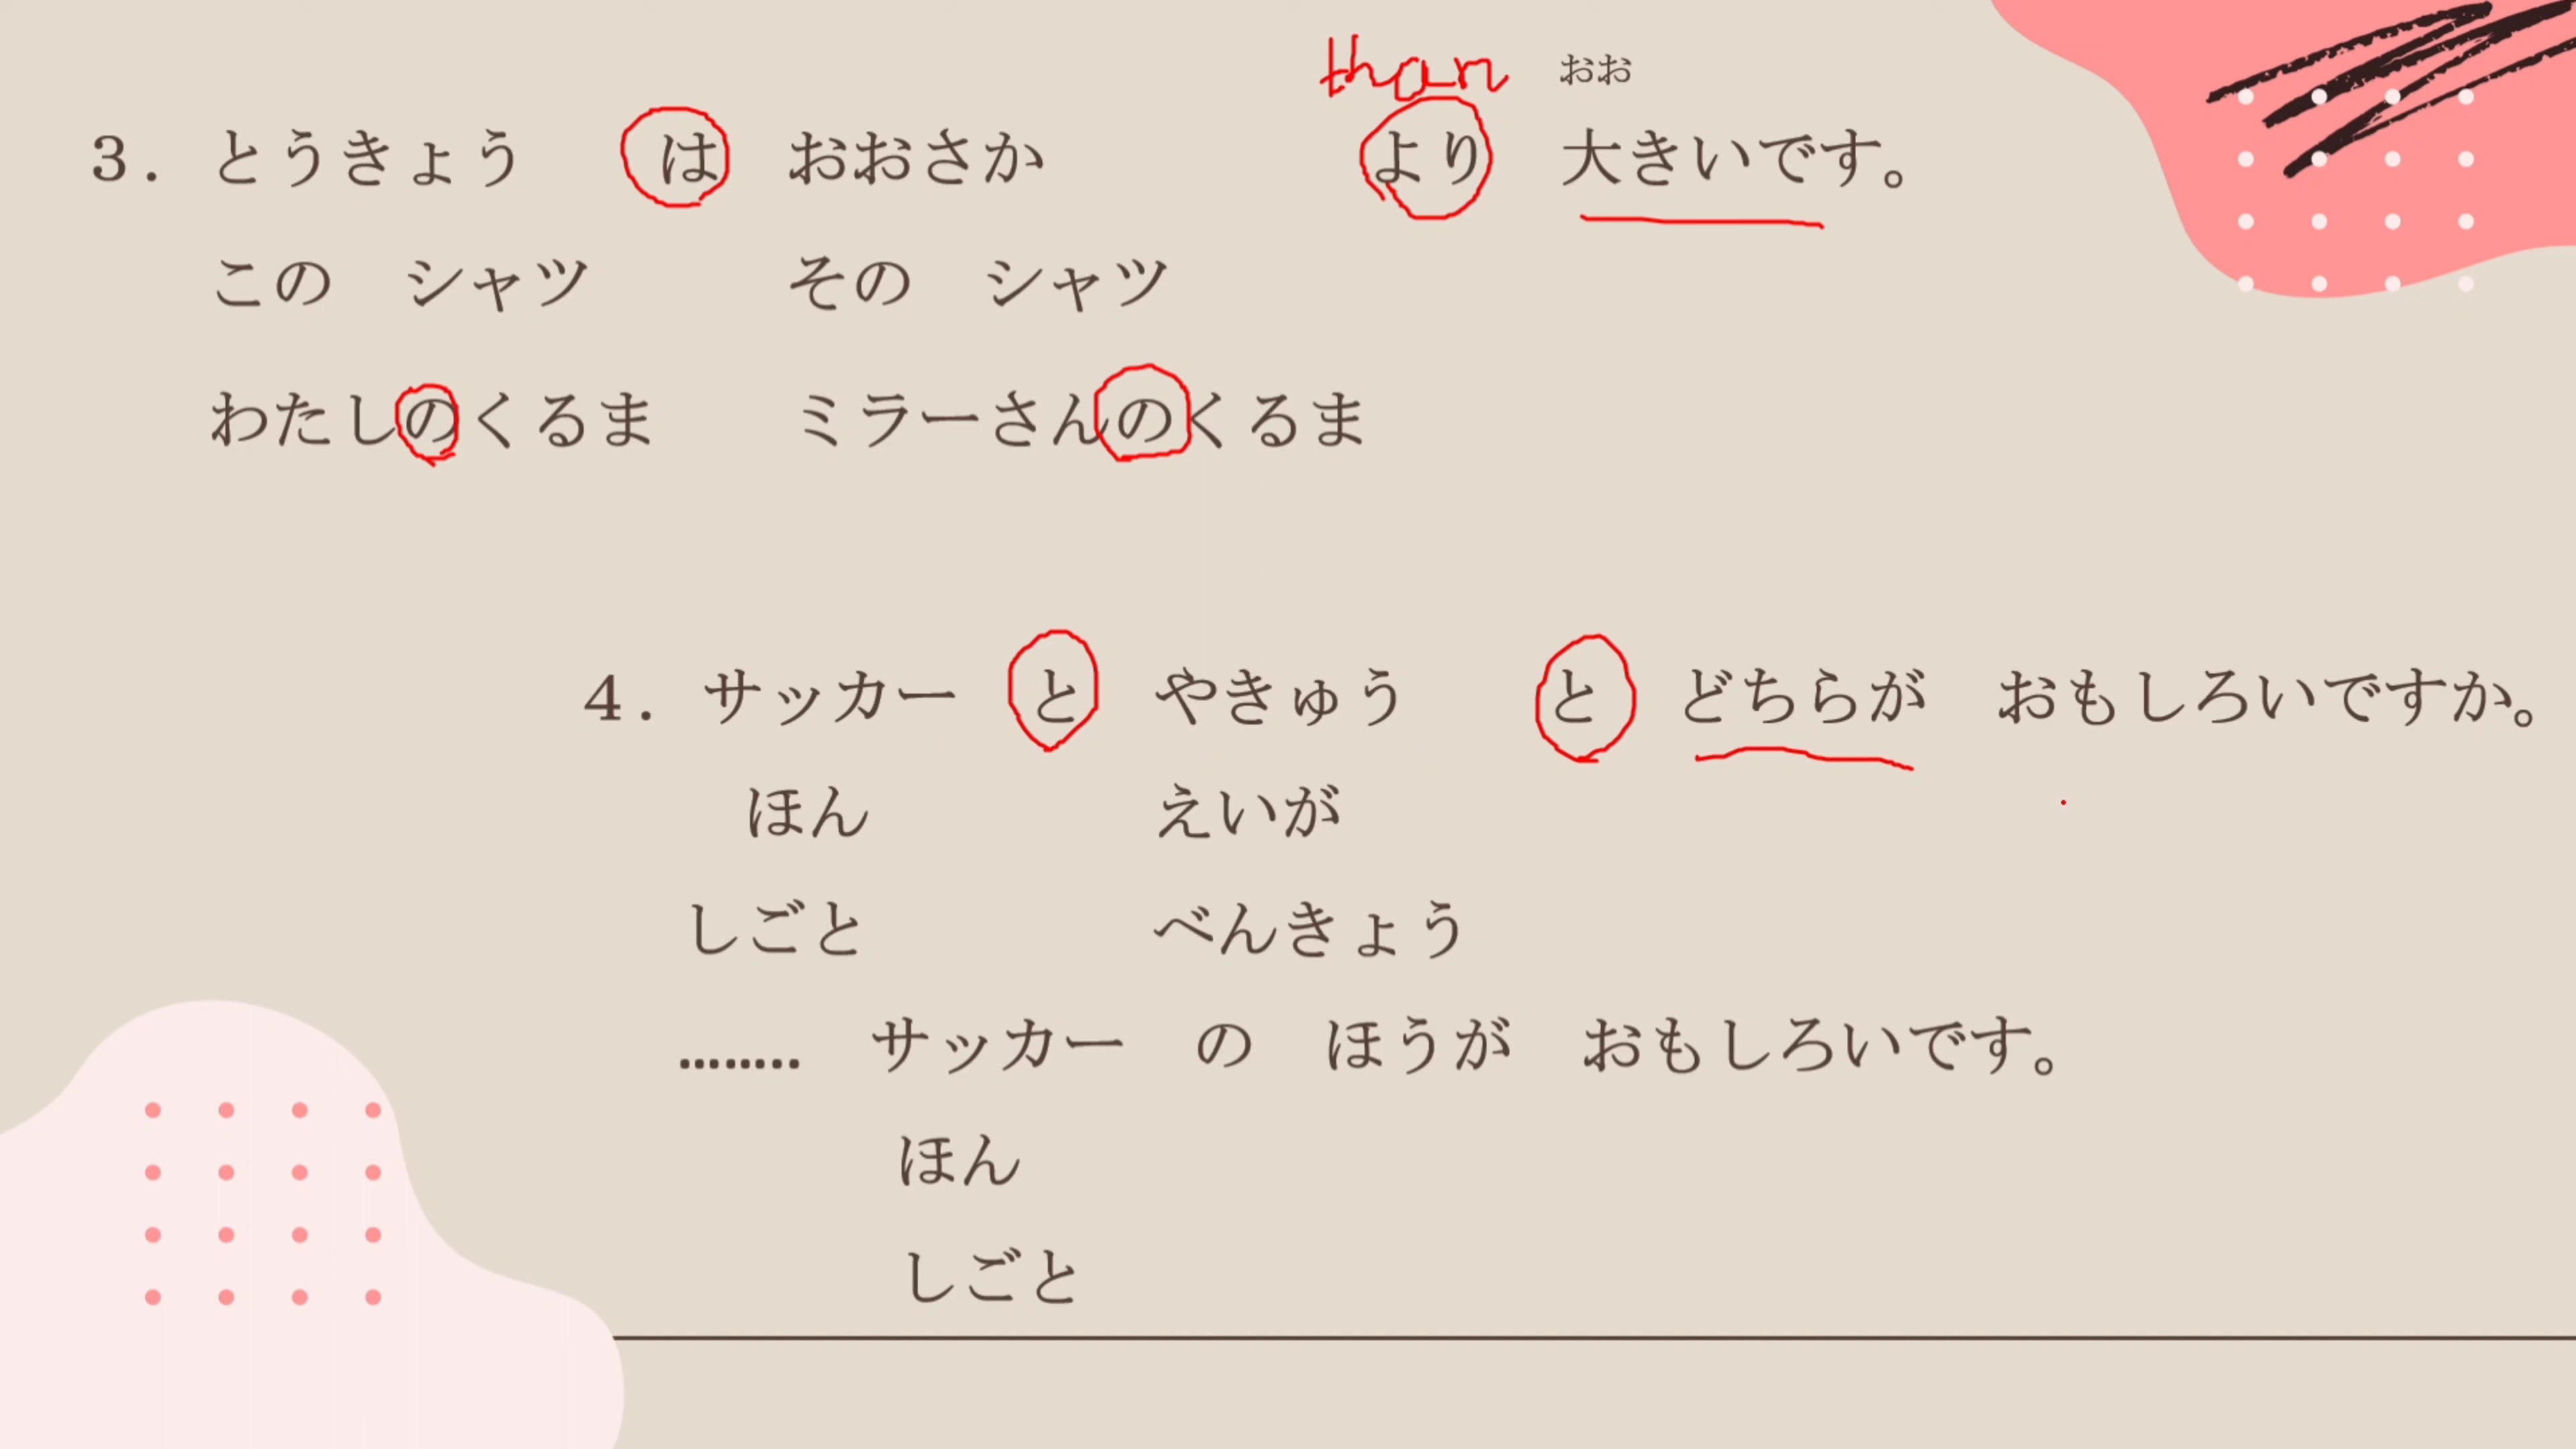 than おお
３．とうきょう　は　おおさか　より　大きいです。
この　シャツ　その　シャツ
わたしのくるま　ミラーさんのくるま
４．サッカー　と　やきゅう　と　どちらが　おもしろいですか。
ほん　えいが
しごと　べんきょう
........　サッカー　の　ほうが　おもしろいです。
ほん
しごと